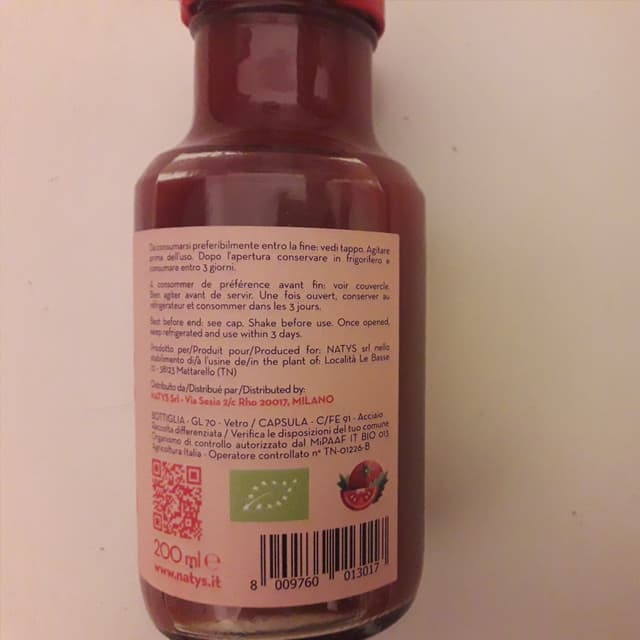 Da consumarsi preferibilmente entro la fine: vedi tappo. Agitare
prima dell'uso. Dopo l'apertura conservare in frigorifero e
consumare entro 3 giorni.
A consommer de préférence avant fin: voir couvercle.
Bien agiter avant de servir. Une fois ouvert, conserver au
réfrigerateur et consommer dans les 3 jours.
Best before end: see cap. Shake before use. Once opened,
keep refrigerated and use within 3 days.
Prodotto per/Produit pour/Produced for: NATYS srl nello
stabilimento di/à l'usine de/in the plant of: Località Le Basse
- 38123 Mattarello (TN)
Distribuito da/Distribué par/Distributed by:
NATYS Srl - Via Sesia 2/c Rho 20017, MILANO
BOTTIGLIA - GL 70 - Vetro / CAPSULA - C/FE 91 - Acciaio
Raccolta differenziata / Verifica le disposizioni del tuo comune
Organismo di controllo autorizzato dal MiPAAF IT BIO 013
Agricoltura Italia - Operatore controllato n° TN-01226-B
200 ml e
www.natys.it
8 009760 013017